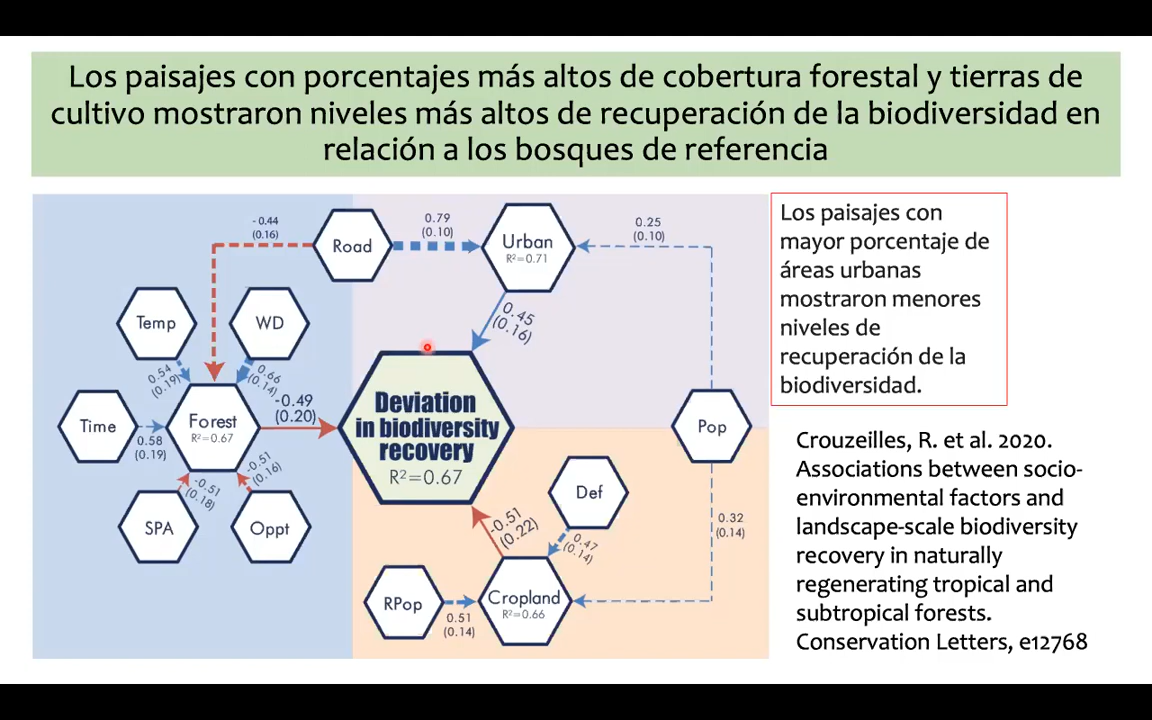 Los paisajes con porcentajes más altos de cobertura forestal y tierras de
cultivo mostraron niveles más altos de recuperación de la biodiversidad en
relación a los bosques de referencia
- 0.44
(0.16)
Road
0.79
(0.10)
Urban
R²=0.71
0.25
(0.10)
Temp
WD
0.54
(0.19)
0.66
(0.14)
0.45
(0.16)
Time
0.58
(0.19)
Forest
R²=0.67
-0.49
(0.20)
Deviation
in biodiversity
recovery
R²=0.67
Pop
-0.51
(0.18)
-0.51
(0.16)
SPA
Oppt
-0.51
(0.22)
Def
0.47
(0.14)
0.32
(0.14)
RPop
0.51
(0.14)
Cropland
R²=0.66
Los paisajes con
mayor porcentaje de
áreas urbanas
mostraron menores
niveles de
recuperación de la
biodiversidad.
Crouzeilles, R. et al. 2020.
Associations between socio-
environmental factors and
landscape-scale biodiversity
recovery in naturally
regenerating tropical and
subtropical forests.
Conservation Letters, e12768